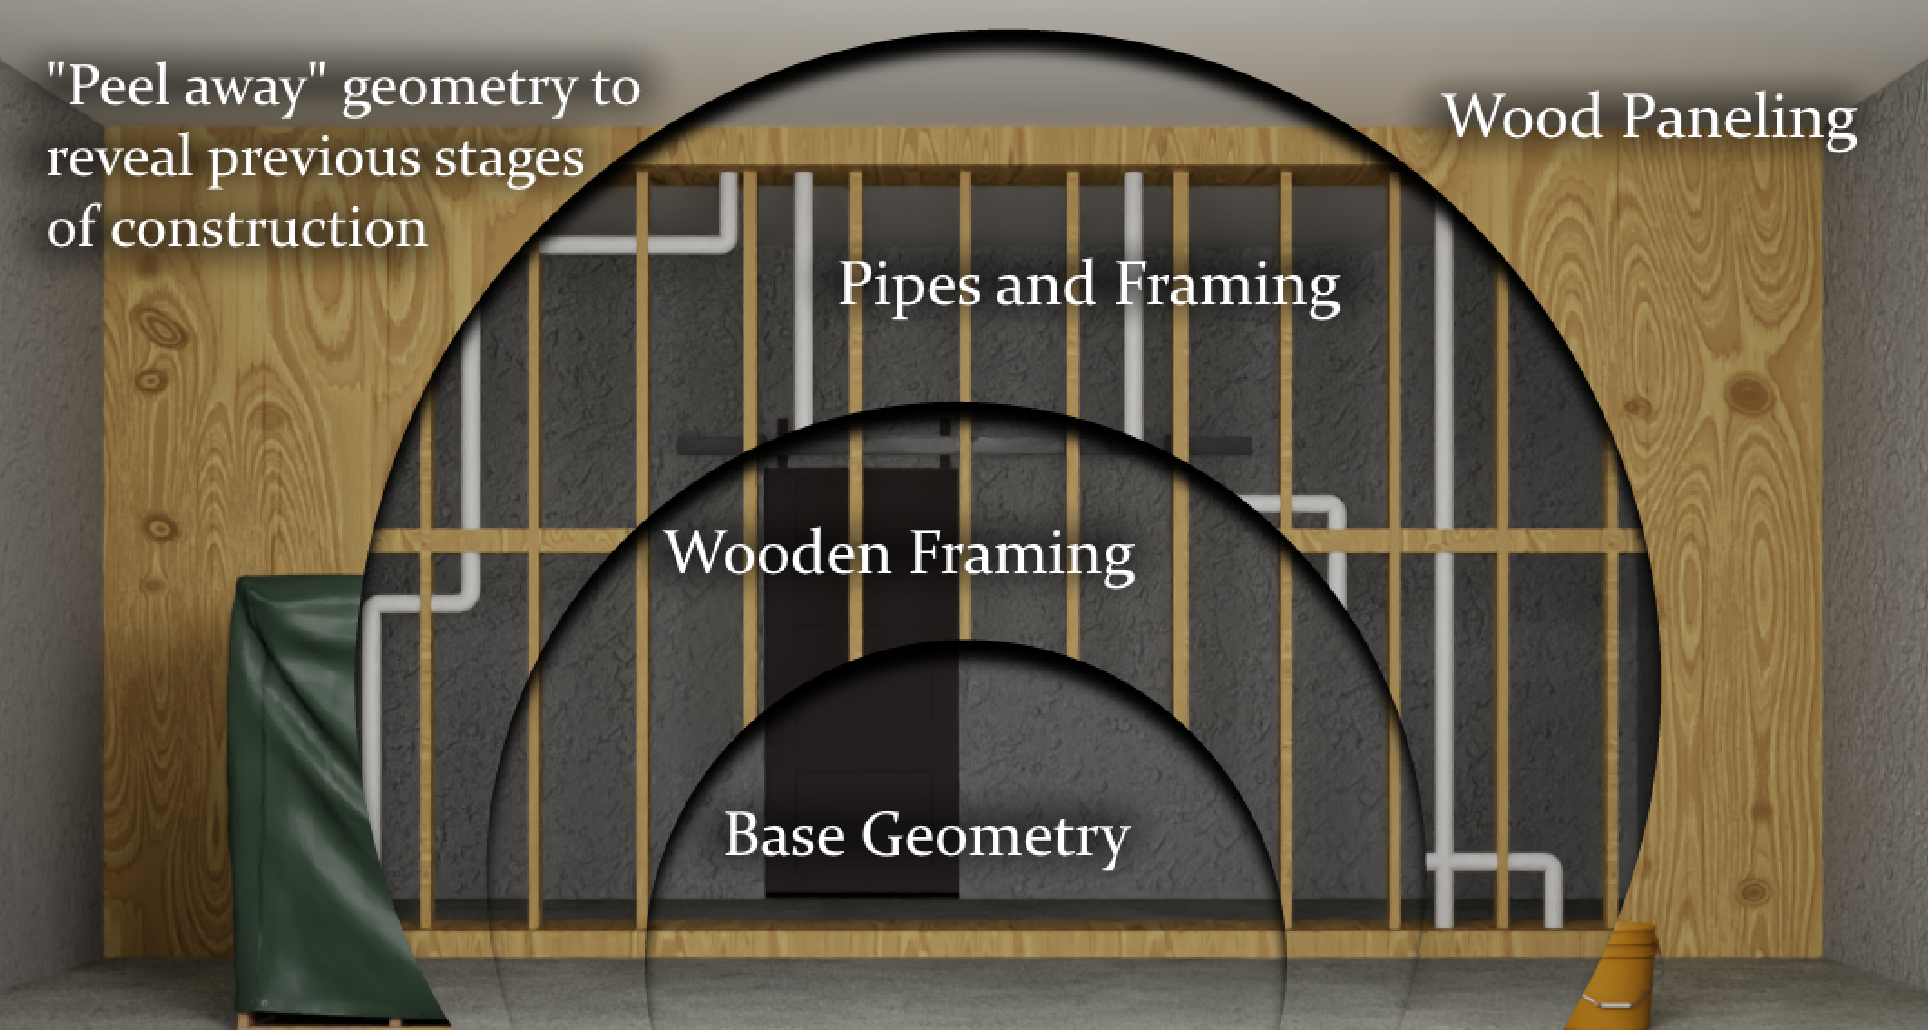 "Peel away" geometry to
reveal previous stages
of construction
Wood Paneling
Pipes and Framing
Wooden Framing
Base Geometry